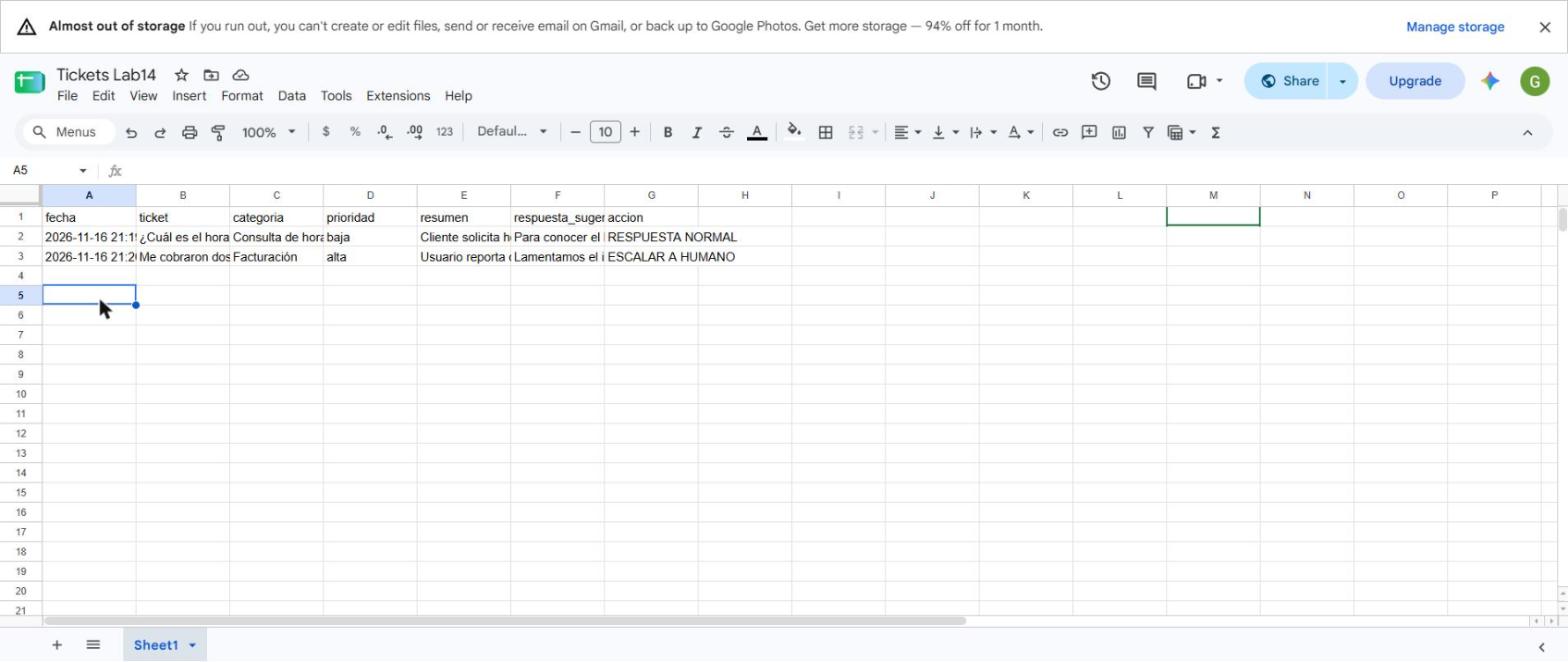 Almost out of storage If you run out, you can't create or edit files, send or receive email on Gmail, or back up to Google Photos. Get more storage — 94% off for 1 month. Manage storage
Tickets Lab14
File Edit View Insert Format Data Tools Extensions Help
Share Upgrade G
Menus 100% $ % .0 .00 123 Defaul... 10 B I A A Σ
A5 fx
A B C D E F G H I J K L M N O P
1 fecha ticket categoria prioridad resumen respuesta_suger accion
2 2026-11-16 21:1 ¿Cuál es el hora Consulta de hora baja Cliente solicita h Para conocer el RESPUESTA NORMAL
3 2026-11-16 21:2 Me cobraron dos Facturación alta Usuario reporta Lamentamos el i ESCALAR A HUMANO
4
5
6
7
8
9
10
11
12
13
14
15
16
17
18
19
20
21
Sheet1